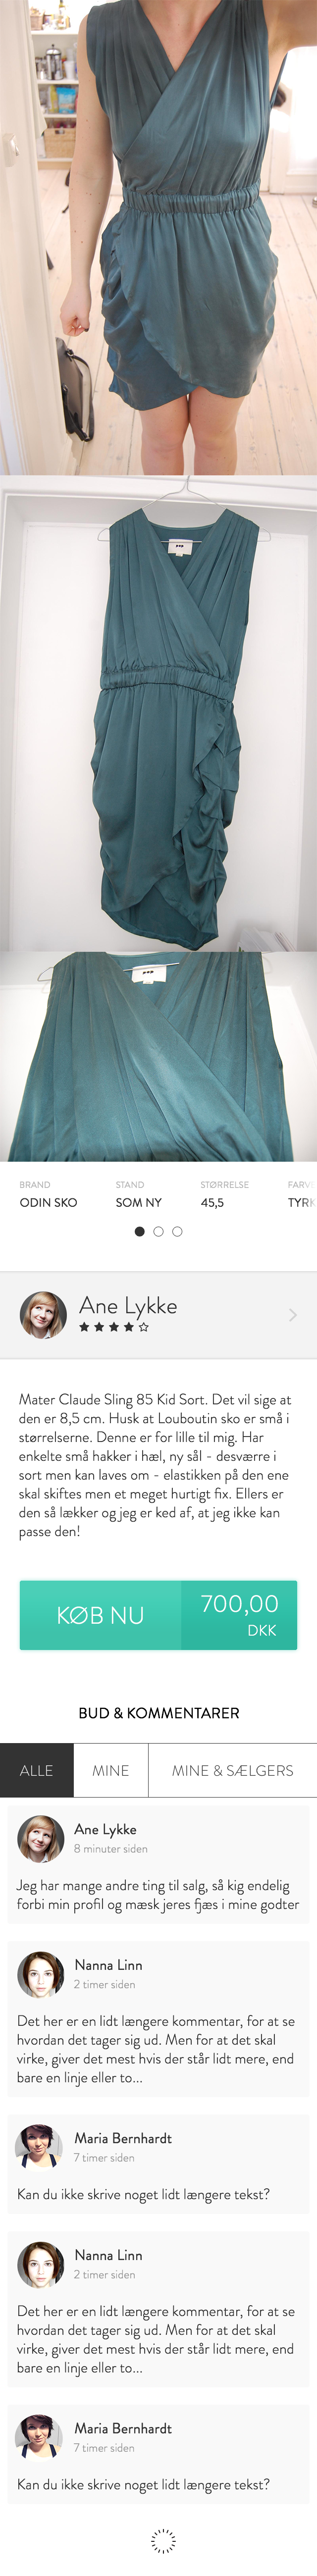 BRAND STAND STØRRELSE FARVE
ODIN SKO SOM NY 45,5 TYRK
Ane Lykke
Mater Claude Sling 85 Kid Sort. Det vil sige at
den er 8,5 cm. Husk at Louboutin sko er små i
størrelserne. Denne er for lille til mig. Har
enkelte små hakker i hæl, ny sål - desværre i
sort men kan laves om - elastikken på den ene
skal skiftes men et meget hurtigt fix. Ellers er
den så lækker og jeg er ked af, at jeg ikke kan
passe den!
KØB NU 700,00
DKK
BUD & KOMMENTARER
ALLE MINE MINE & SÆLGERS
Ane Lykke
8 minuter siden
Jeg har mange andre ting til salg, så kig endelig
forbi min profil og mæsk jeres fjæs i mine godter
Nanna Linn
2 timer siden
Det her er en lidt længere kommentar, for at se
hvordan det tager sig ud. Men for at det skal
virke, giver det mest hvis der står lidt mere, end
bare en linje eller to...
Maria Bernhardt
7 timer siden
Kan du ikke skrive noget lidt længere tekst?
Nanna Linn
2 timer siden
Det her er en lidt længere kommentar, for at se
hvordan det tager sig ud. Men for at det skal
virke, giver det mest hvis der står lidt mere, end
bare en linje eller to...
Maria Bernhardt
7 timer siden
Kan du ikke skrive noget lidt længere tekst?